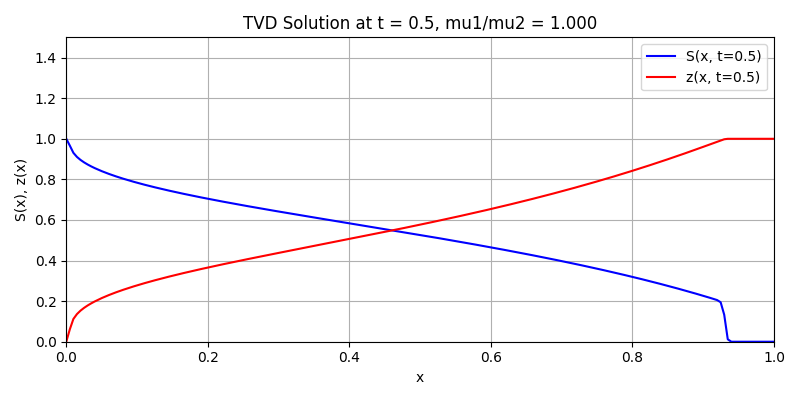 TVD Solution at t = 0.5, mu1/mu2 = 1.000
S(x, t=0.5)
z(x, t=0.5)
S(x), z(x)
1.4
1.2
1.0
0.8
0.6
0.4
0.2
0.0
0.0 0.2 0.4 0.6 0.8 1.0
x